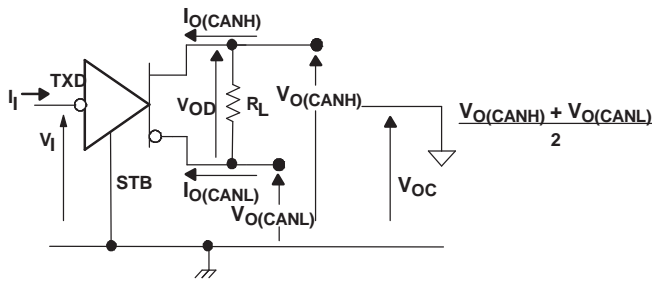 I_O(CANH)
TXD
I_I
V_OD
R_L
V_O(CANH)
V_O(CANH) + V_O(CANL)
2
V_I
STB
I_O(CANL)
V_O(CANL)
V_OC